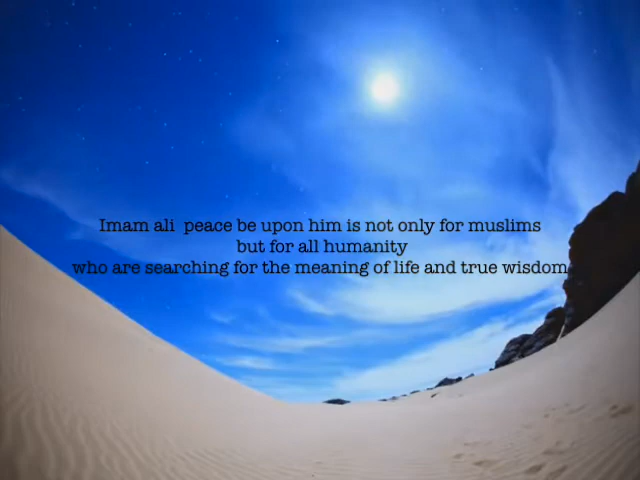 Imam ali  peace be upon him is not only for muslims
but for all humanity
who are searching for the meaning of life and true wisdom